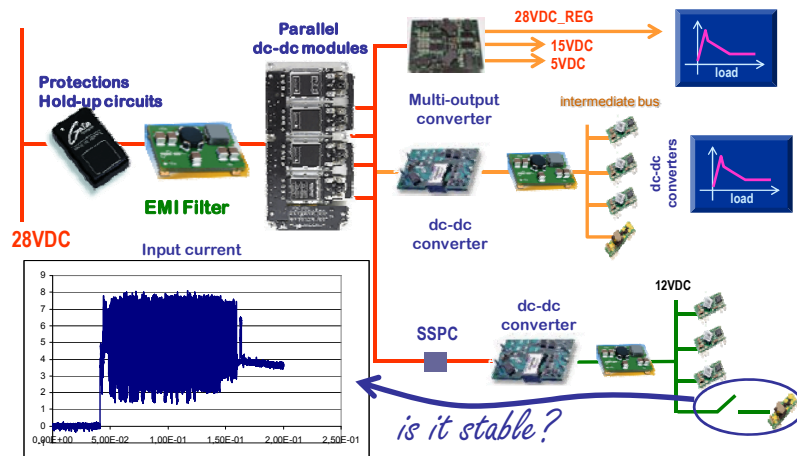 28VDC_REG
Parallel
dc-dc modules
15VDC
5VDC
load
Protections
Hold-up circuits
Multi-output
converter
intermediate bus
dc-dc
converters
load
EMI Filter
dc-dc
converter
28VDC
Input current
12VDC
dc-dc
converter
SSPC
9
8
7
6
5
4
3
2
1
0
0,00E+00 5,00E-02 1,00E-01 1,50E-01 2,00E-01 2,50E-01
is it stable?